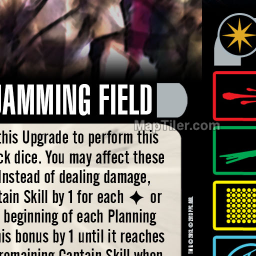 JAMMING FIELD
MapTiler.com
this Upgrade to perform this
ck dice. You may affect these
Instead of dealing damage,
tain Skill by 1 for each ✦ or
beginning of each Planning
his bonus by 1 until it reaches
remaining Captain Skill when